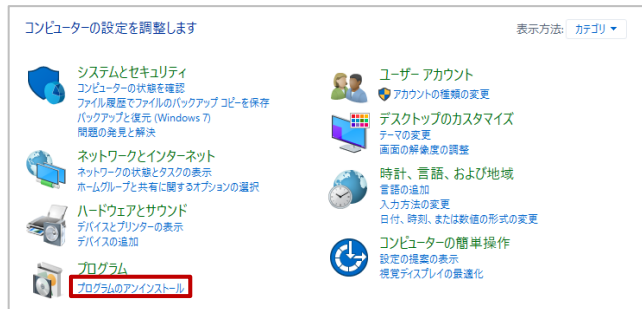 コンピューターの設定を調整します
表示方法: カテゴリ
システムとセキュリティ
コンピューターの状態を確認
ファイル履歴でファイルのバックアップ コピーを保存
バックアップと復元 (Windows 7)
問題の発見と解決
ネットワークとインターネット
ネットワークの状態とタスクの表示
ホームグループと共有に関するオプションの選択
ハードウェアとサウンド
デバイスとプリンターの表示
デバイスの追加
プログラム
プログラムのアンインストール
ユーザー アカウント
アカウントの種類の変更
デスクトップのカスタマイズ
テーマの変更
画面の解像度の調整
時計、言語、および地域
言語の追加
入力方法の変更
日付、時刻、または数値の形式の変更
コンピューターの簡単操作
設定の提案の表示
視覚ディスプレイの最適化